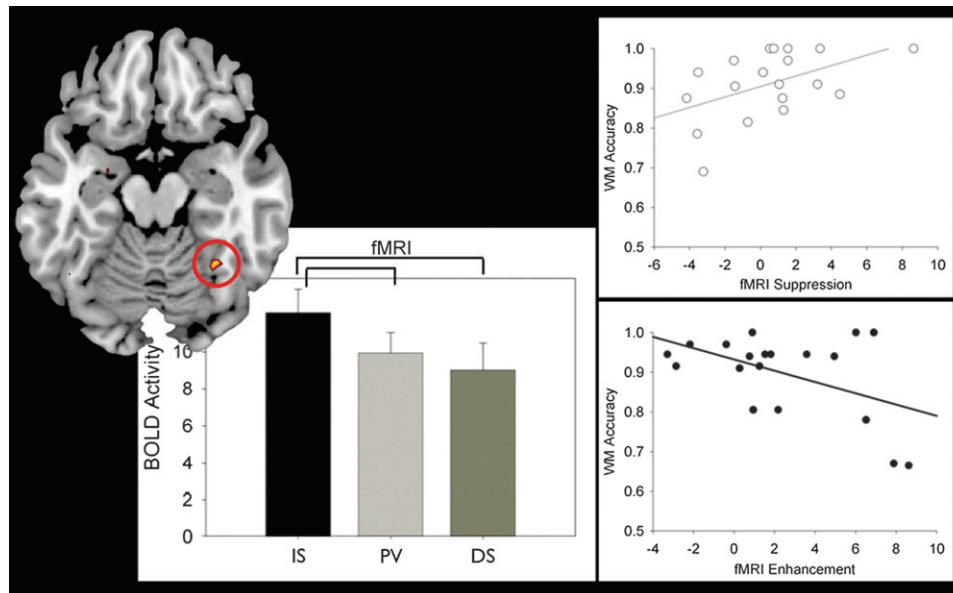 fMRI
BOLD Activity
10
8
6
4
2
0
IS PV DS
WM Accuracy
1.0
0.9
0.8
0.7
0.6
0.5
-6 -4 -2 0 2 4 6 8 10
fMRI Suppression
WM Accuracy
1.0
0.9
0.8
0.7
0.6
0.5
-4 -2 0 2 4 6 8 10
fMRI Enhancement